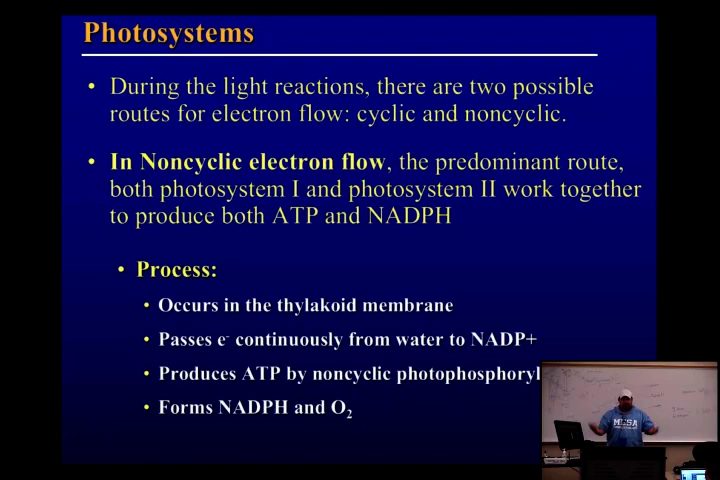 Photosystems
• During the light reactions, there are two possible
routes for electron flow: cyclic and noncyclic.
• In Noncyclic electron flow, the predominant route,
both photosystem I and photosystem II work together
to produce both ATP and NADPH
• Process:
• Occurs in the thylakoid membrane
• Passes e⁻ continuously from water to NADP+
• Produces ATP by noncyclic photophosphoryl
• Forms NADPH and O₂
MESA